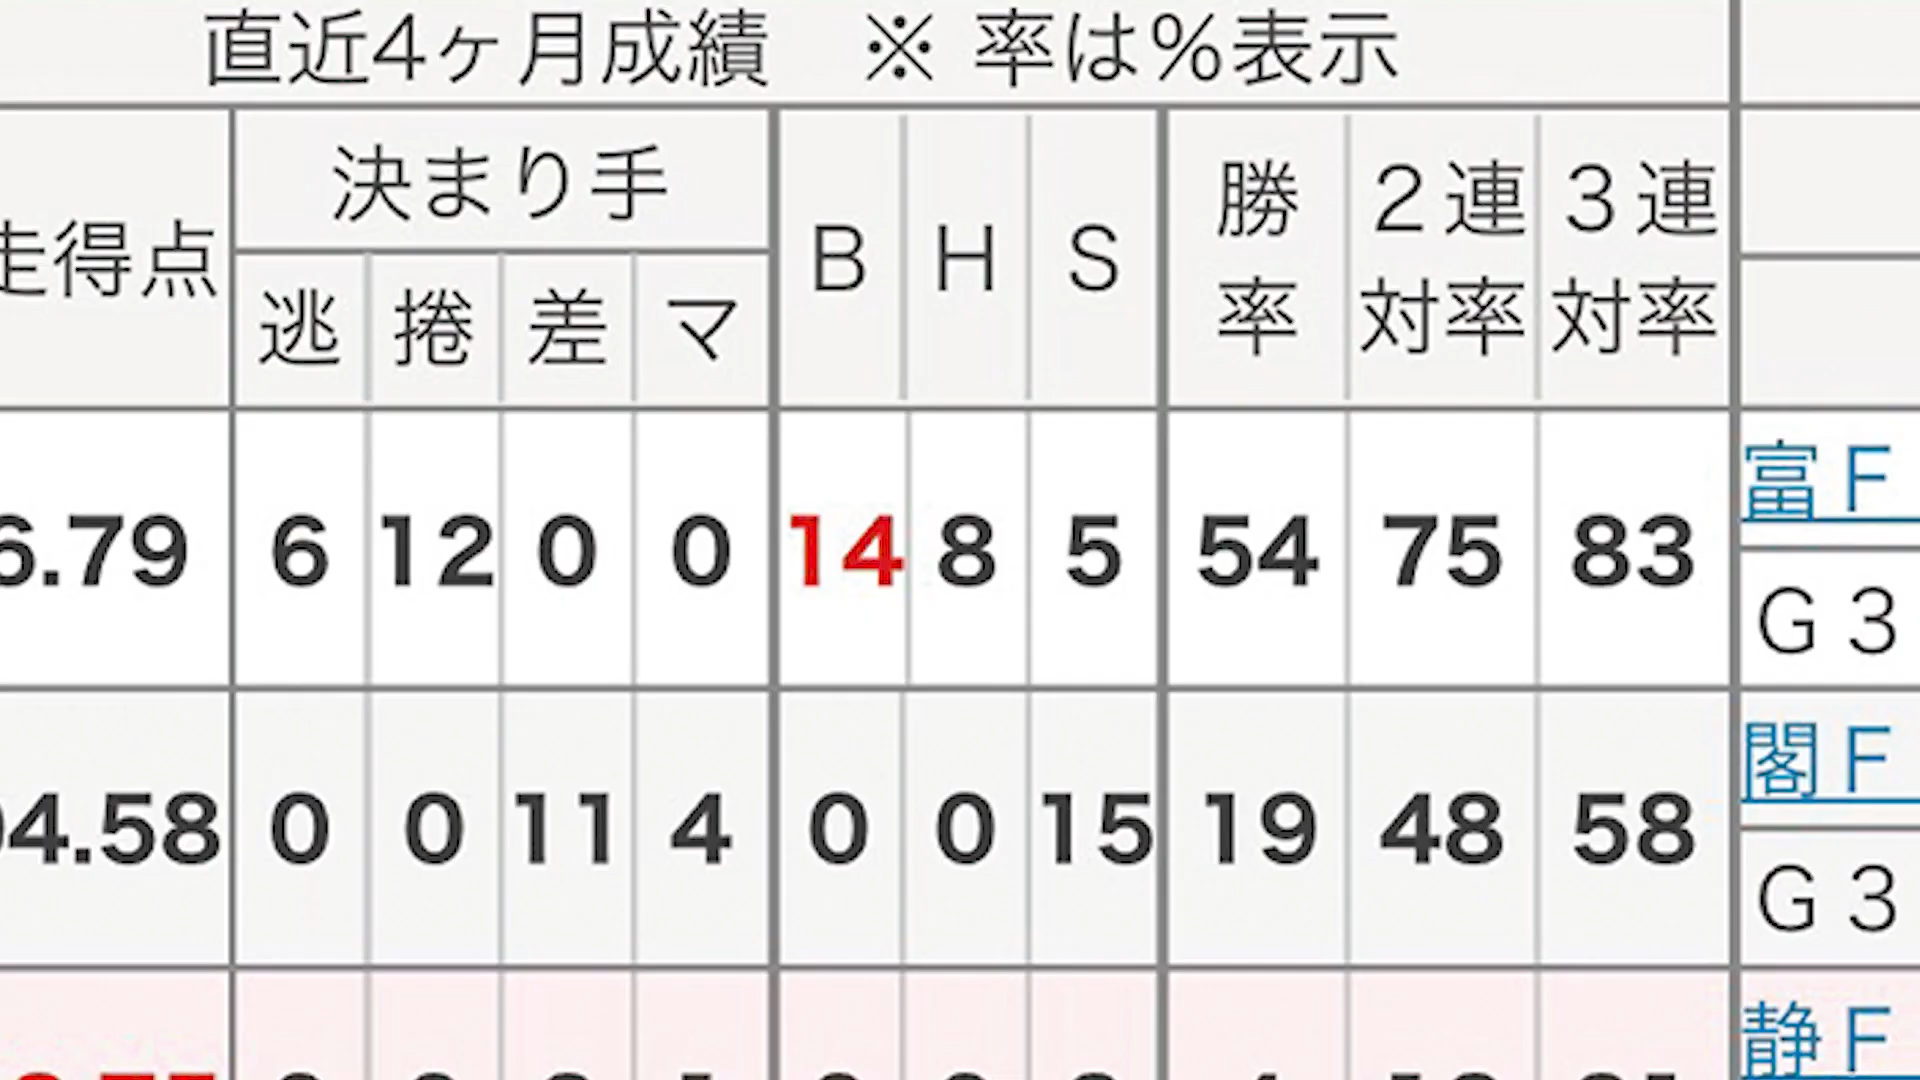 直近4ヶ月成績 ※ 率は%表示
走得点 決まり手 B H S 勝率 2連対率 3連対率
逃 捲 差 マ
6.79 6 12 0 0 14 8 5 54 75 83 富F
G3
04.58 0 0 11 4 0 0 15 19 48 58 閣F
G3
静F